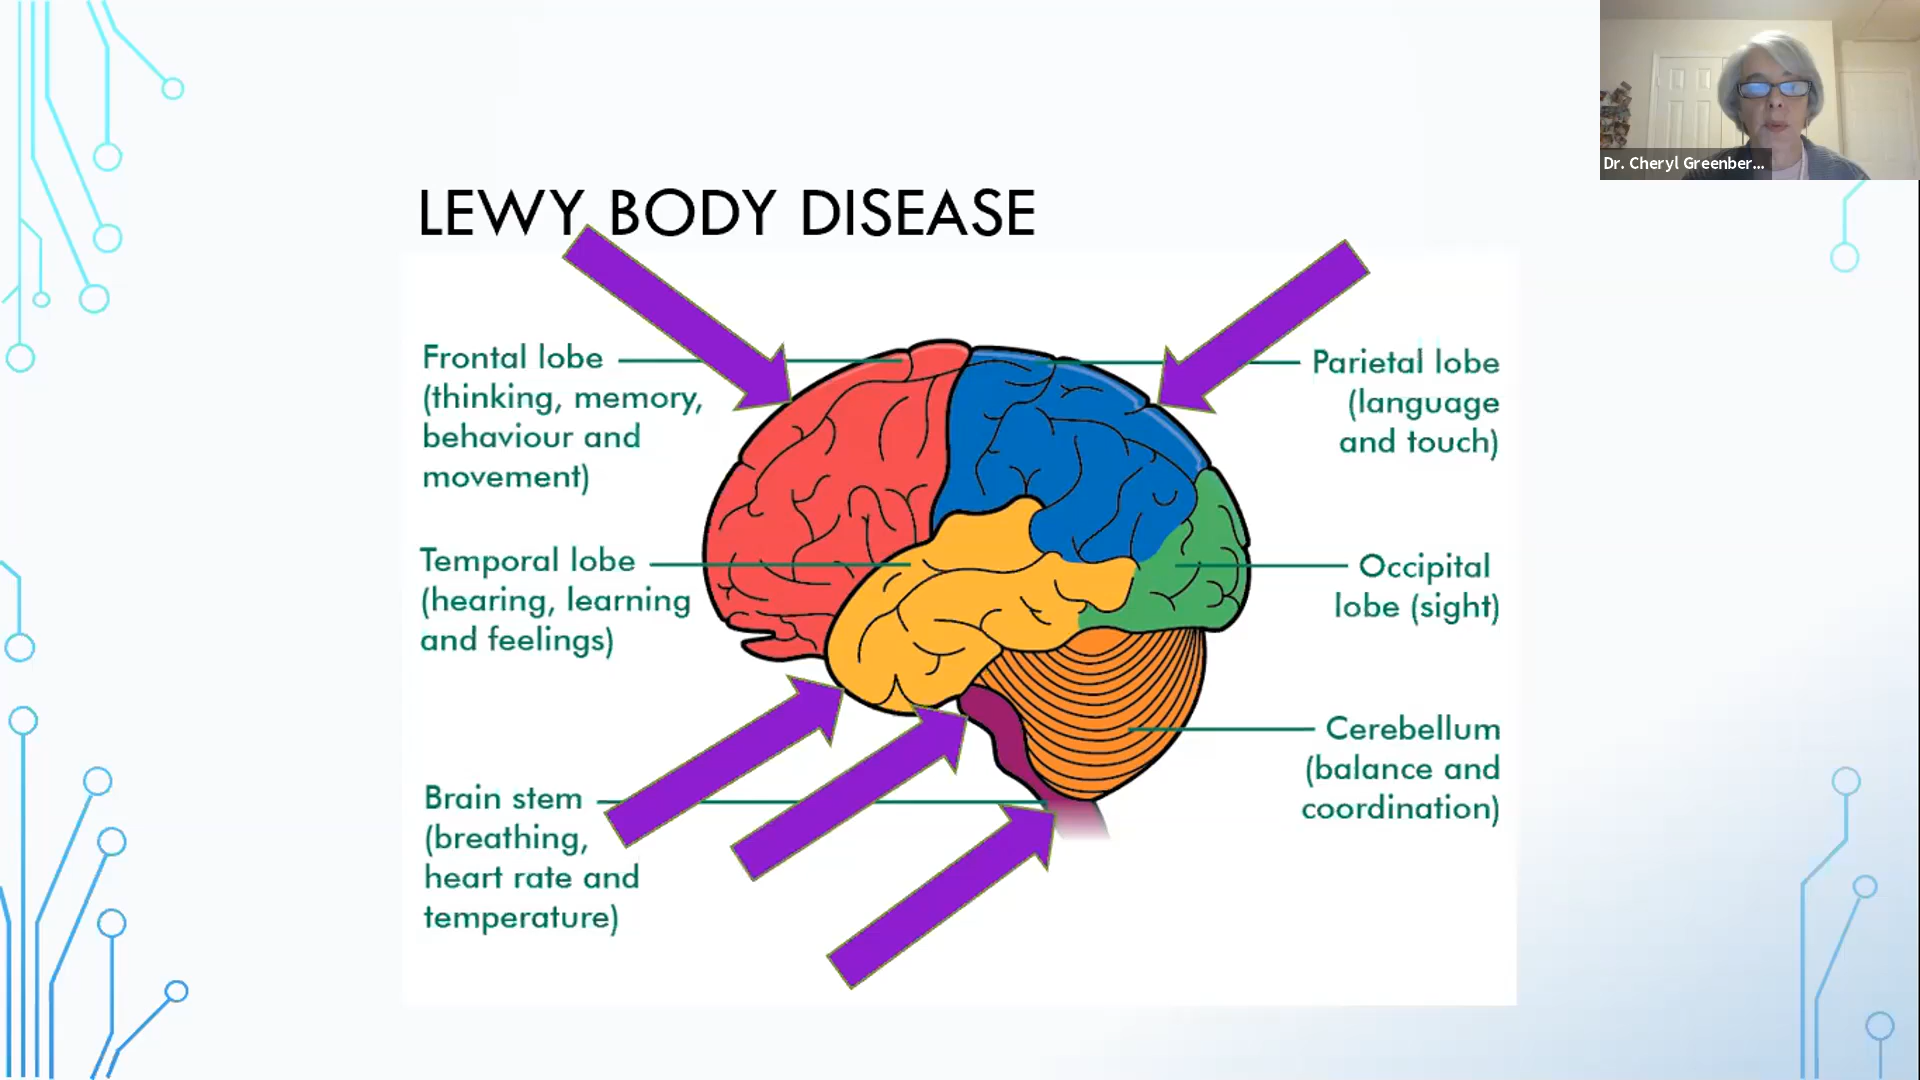 Dr. Cheryl Greenber...
LEWY BODY DISEASE
Frontal lobe
(thinking, memory,
behaviour and
movement)
Parietal lobe
(language
and touch)
Temporal lobe
(hearing, learning
and feelings)
Occipital
lobe (sight)
Brain stem
(breathing,
heart rate and
temperature)
Cerebellum
(balance and
coordination)